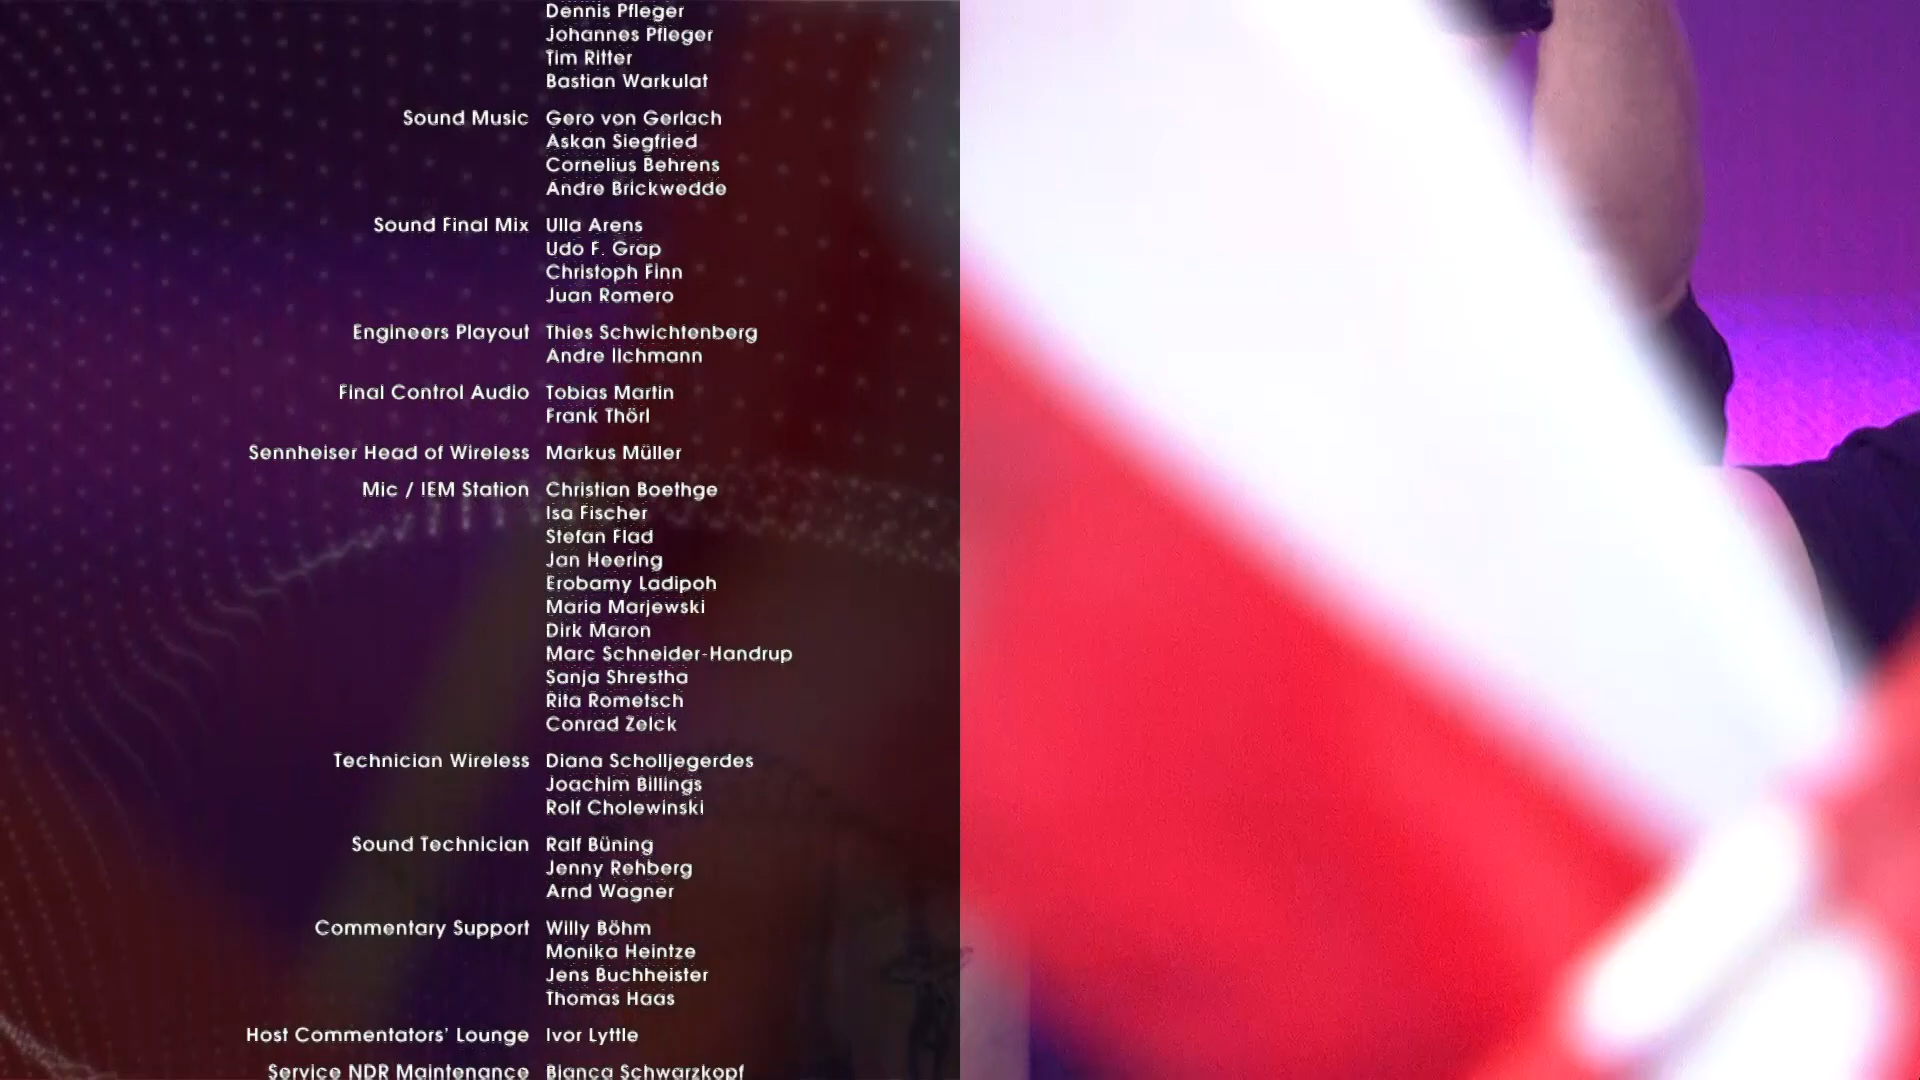 Dennis Pfleger
Johannes Pfleger
Tim Ritter
Bastian Warkulat
Sound Music Gero von Gerlach
Askan Siegfried
Cornelius Behrens
Andre Brickwedde
Sound Final Mix Ulla Arens
Udo F. Grap
Christoph Finn
Juan Romero
Engineers Playout Thies Schwichtenberg
Andre Ilchmann
Final Control Audio Tobias Martin
Frank Thörl
Sennheiser Head of Wireless Markus Müller
Mic / IEM Station Christian Boethge
Isa Fischer
Stefan Flad
Jan Heering
Erobamy Ladipoh
Maria Marjewski
Dirk Maron
Marc Schneider-Handrup
Sanja Shrestha
Rita Rometsch
Conrad Zelck
Technician Wireless Diana Scholljegerdes
Joachim Billings
Rolf Cholewinski
Sound Technician Ralf Büning
Jenny Rehberg
Arnd Wagner
Commentary Support Willy Böhm
Monika Heintze
Jens Buchheister
Thomas Haas
Host Commentators' Lounge Ivor Lyttle
Service NDR Maintenance Bianca Schwarzkopf